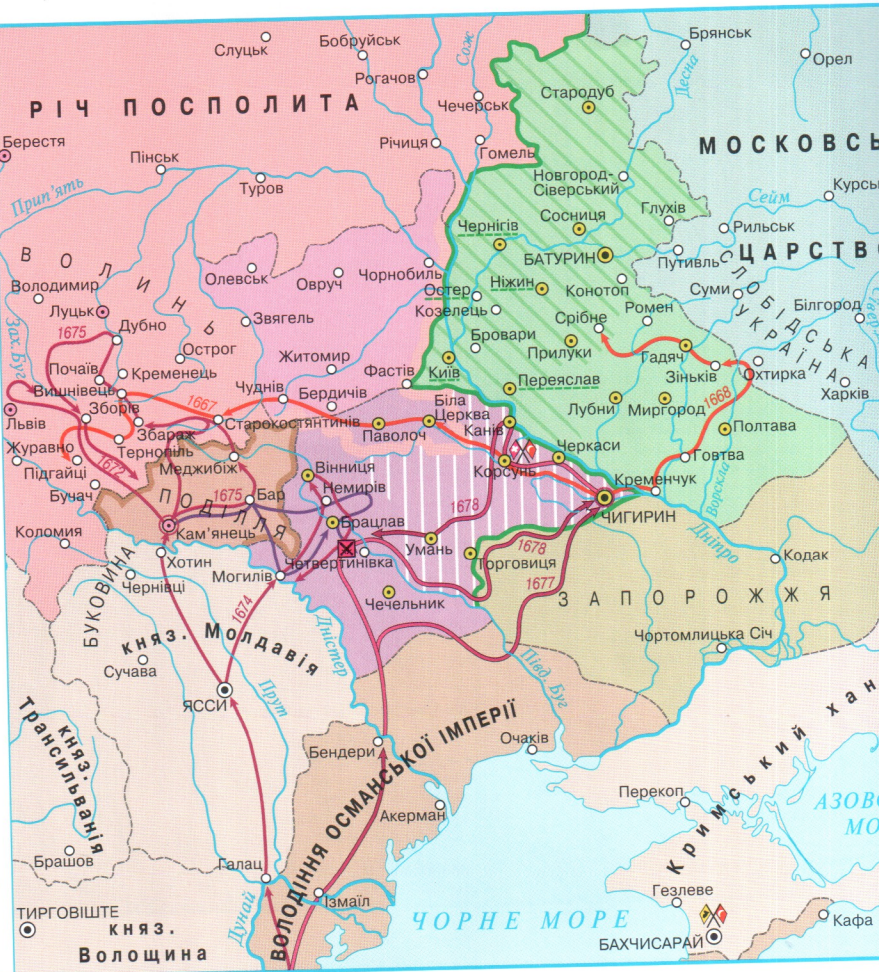 Слуцьк
Бобруйськ
Рогачов
Сож
Брянськ
Орел
Десна
Стародуб
РІЧ ПОСПОЛИТА
Чечерськ
Берестя
Пінськ
Річиця
Гомель
МОСКОВСЬ
Туров
Прип'ять
Новгород-
Сіверський
Сейм
Курськ
Сосниця
Глухів
Рильськ
Чернігів
БАТУРИН
Путивль
ЦАРСТВО
ВОЛИНЬ
Володимир
Олевськ
Овруч
Чорнобиль
Остер
Ніжин
Конотоп
Суми
СЛОБІДСЬКА
УКРАЇНА
Білгород
Луцьк
Козелець
Срібне
Ромен
1675
Дубно
Звягель
Бровари
Прилуки
Гадяч
Зах. Буг
Острог
Житомир
Київ
Зіньків
Охтирка
Почаїв
Кременець
Фастів
Переяслав
Харків
Вишнівець
Чуднів
Бердичів
Біла
Церква
Лубни
Миргород
1668
Львів
Зборів
1667
Старокостянтинів
Паволоч
Канів
Полтава
Збараж
Журавно
Тернопіль
Черкаси
Говтва
Підгайці
1672
Меджибіж
Вінниця
Корсунь
Кременчук
Ворскла
Бучач
ПОДІЛЛЯ
1675
Бар
Немирів
1678
ЧИГИРИН
Дніпро
Коломия
Кам'янець
Брацлав
Умань
1678
Хотин
Четвертинівка
Торговиця
Кодак
БУКОВИНА
Чернівці
Могилів
1677
Чечельник
ЗАПОРОЖЖЯ
1674
княз. Молдавія
Дністер
Чортомлицька Січ
Сучава
Півд. Буг
ЯССИ
Прут
княз.
Трансильванія
Бендери
Очаків
ВОЛОДІННЯ ОСМАНСЬКОЇ ІМПЕРІЇ
Кримський хан
Перекоп
АЗОВС
МО
Акерман
Брашов
Галац
Гезлеве
Ізмаїл
ТИРГОВІШТЕ
Дунай
ЧОРНЕ МОРЕ
Кафа
княз.
Волощина
БАХЧИСАРАЙ